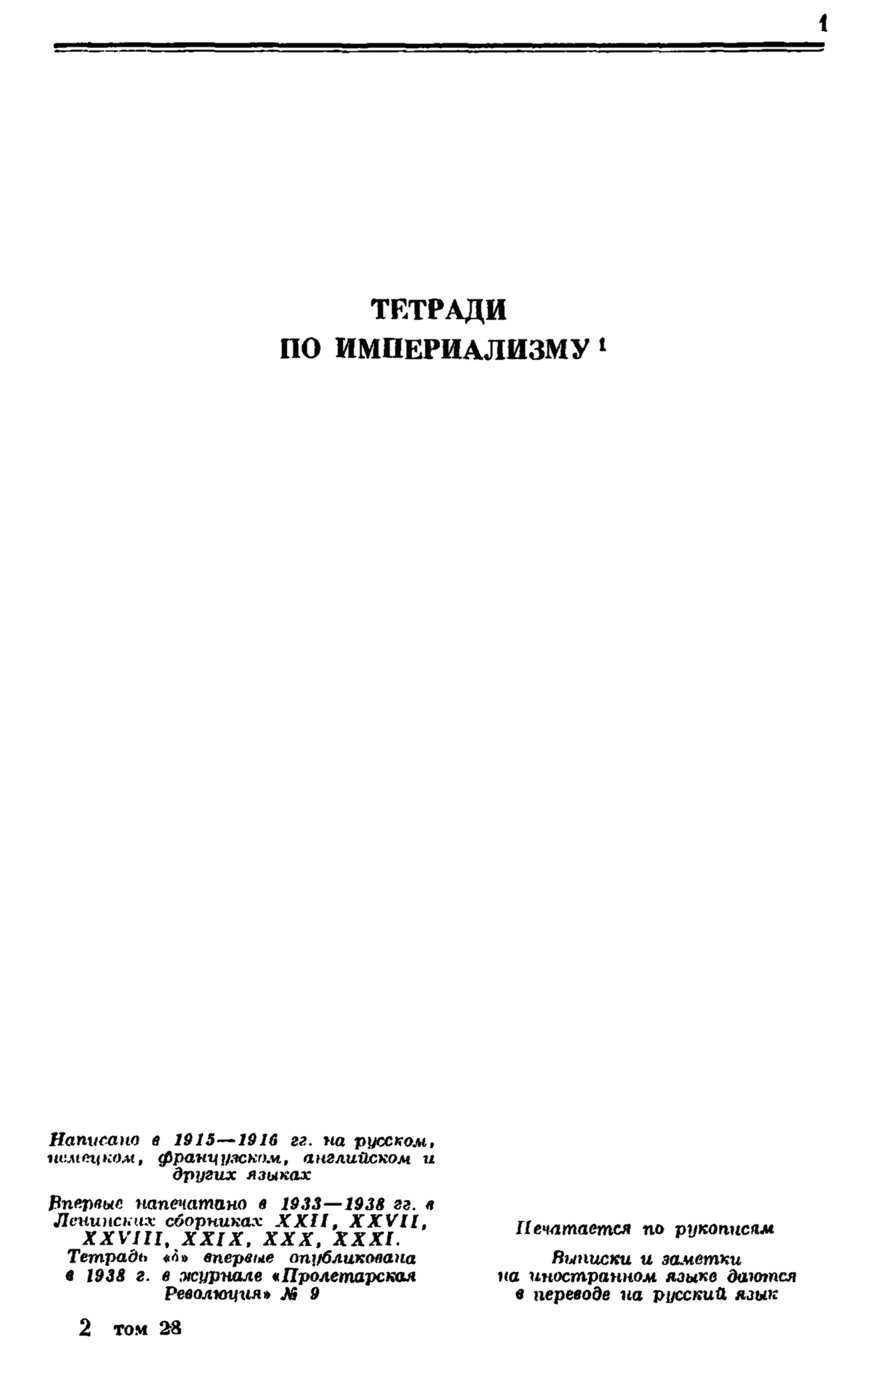 1
ТЕТРАДИ
ПО ИМПЕРИАЛИЗМУ ¹
Написано в 1915—1916 гг. на русском,
немецком, французском, английском и
других языках
Впервые напечатано в 1933—1938 гг. в
Ленинских сборниках XXII, XXVII,
XXVIII, XXIX, XXX, XXXI.
Тетрадь «δ» впервые опубликована
в 1938 г. в журнале «Пролетарская
Революция» № 9
Печатается по рукописям
Выписки и заметки
на иностранном языке даются
в переводе на русский язык
2 том 28